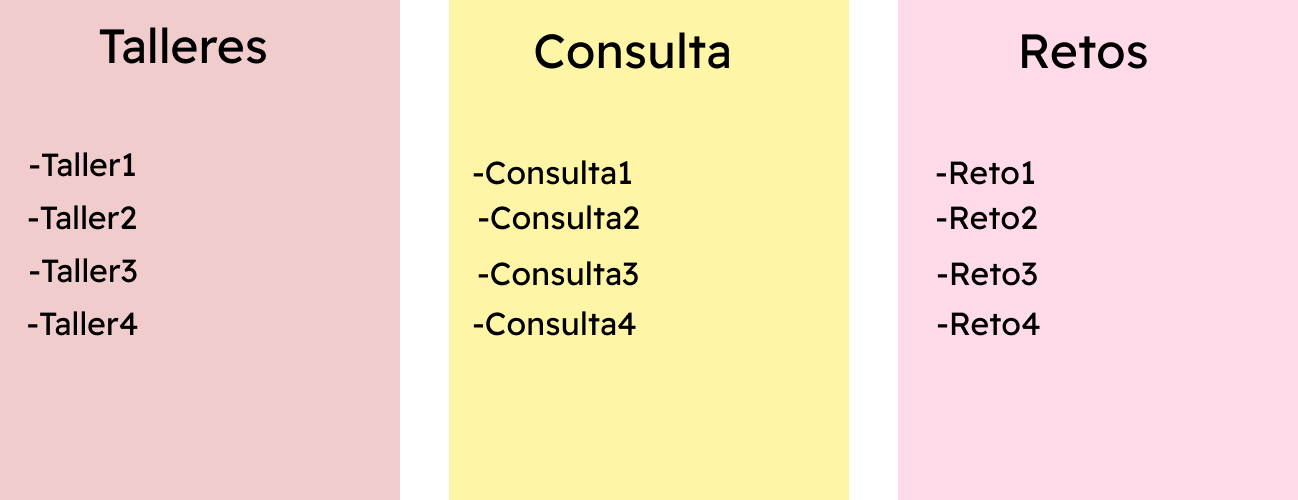 Talleres
-Taller1
-Taller2
-Taller3
-Taller4
Consulta
-Consulta1
-Consulta2
-Consulta3
-Consulta4
Retos
-Reto1
-Reto2
-Reto3
-Reto4